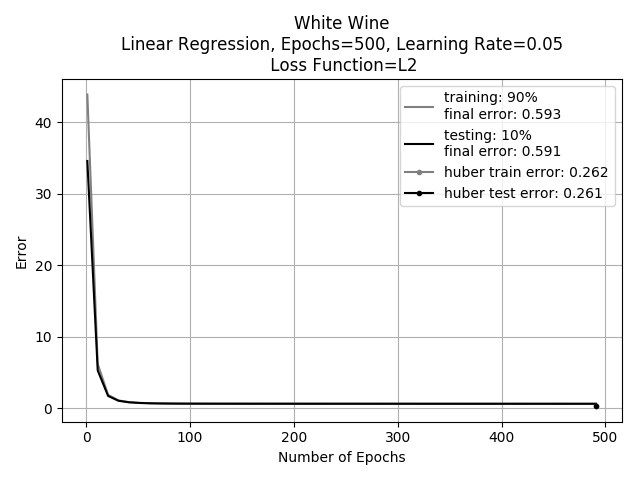 White Wine
Linear Regression, Epochs=500, Learning Rate=0.05
Loss Function=L2
training: 90%
final error: 0.593
testing: 10%
final error: 0.591
huber train error: 0.262
huber test error: 0.261
Error
40
30
20
10
0
0 100 200 300 400 500
Number of Epochs